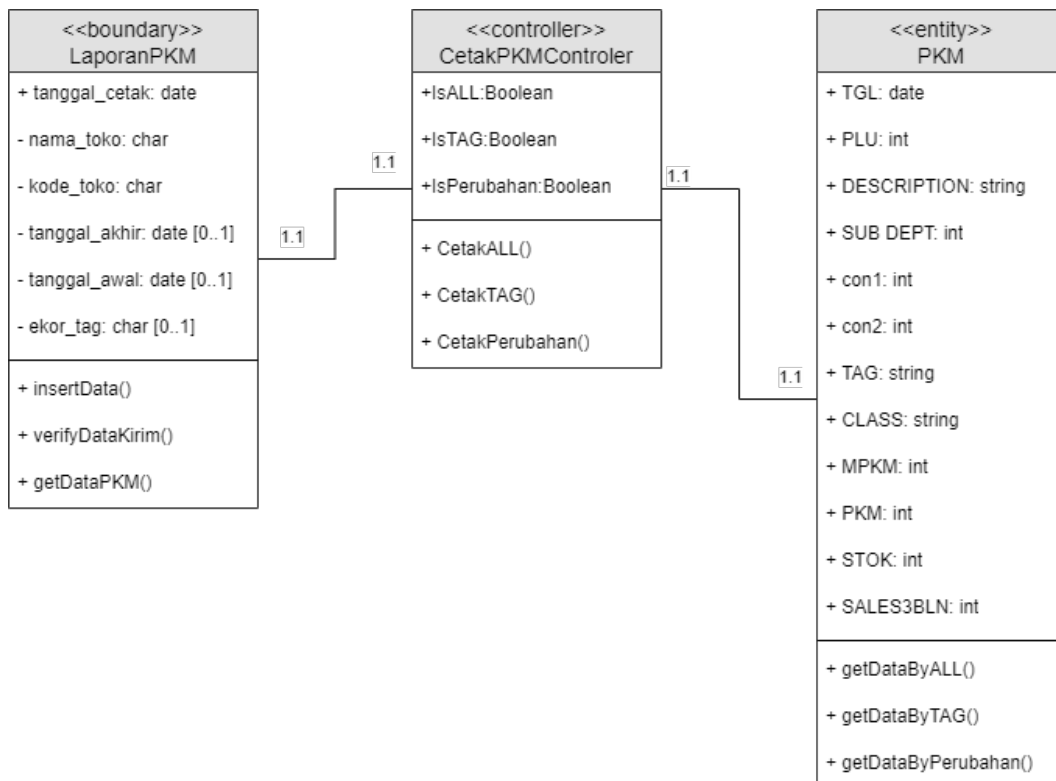 <<boundary>>
LaporanPKM
+ tanggal_cetak: date
- nama_toko: char
- kode_toko: char
- tanggal_akhir: date [0..1]
- tanggal_awal: date [0..1]
- ekor_tag: char [0..1]
+ insertData()
+ verifyDataKirim()
+ getDataPKM()
1.1
1.1
<<controller>>
CetakPKMControler
+IsALL:Boolean
+IsTAG:Boolean
+IsPerubahan:Boolean
+ CetakALL()
+ CetakTAG()
+ CetakPerubahan()
1.1
1.1
<<entity>>
PKM
+ TGL: date
+ PLU: int
+ DESCRIPTION: string
+ SUB DEPT: int
+ con1: int
+ con2: int
+ TAG: string
+ CLASS: string
+ MPKM: int
+ PKM: int
+ STOK: int
+ SALES3BLN: int
+ getDataByALL()
+ getDataByTAG()
+ getDataByPerubahan()